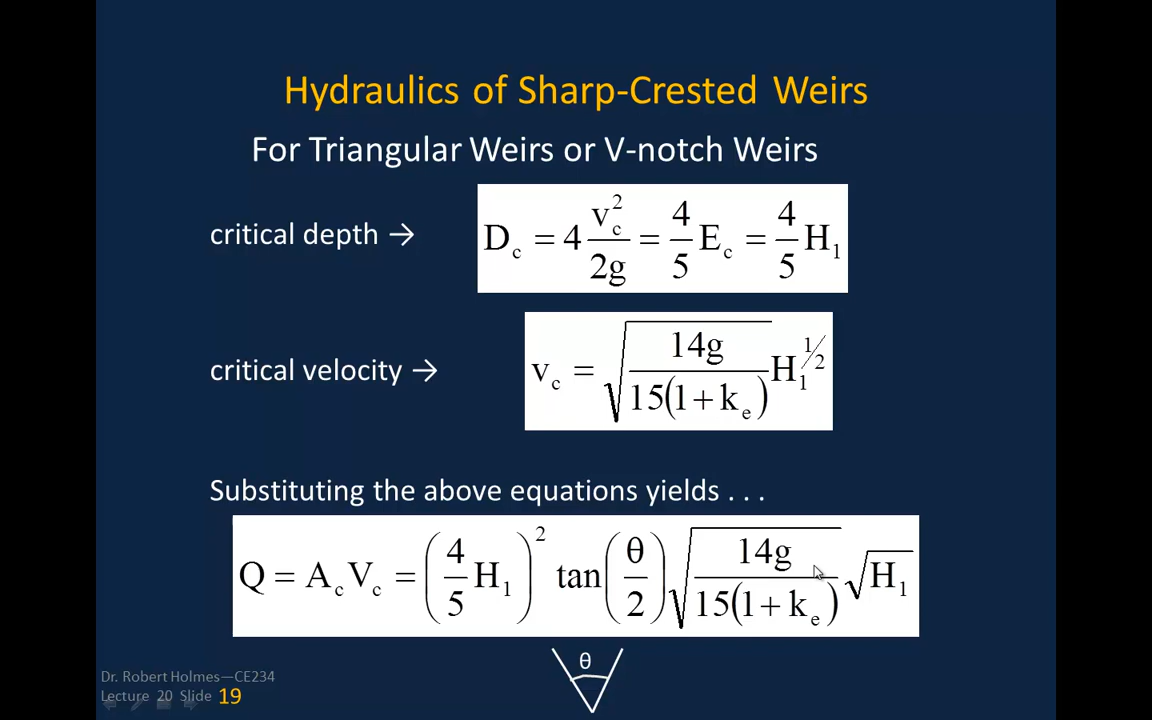 Hydraulics of Sharp-Crested Weirs
For Triangular Weirs or V-notch Weirs
critical depth → D_c = 4 v_c^2/2g = 4/5 E_c = 4/5 H_1
critical velocity → v_c = √(14g/15(1+k_e)) H_1^{1/2}
Substituting the above equations yields . . .
Q = A_c V_c = (4/5 H_1)^2 tan(θ/2) √(14g/15(1+k_e)) √H_1
θ
Dr. Robert Holmes—CE234
Lecture 20 Slide 19